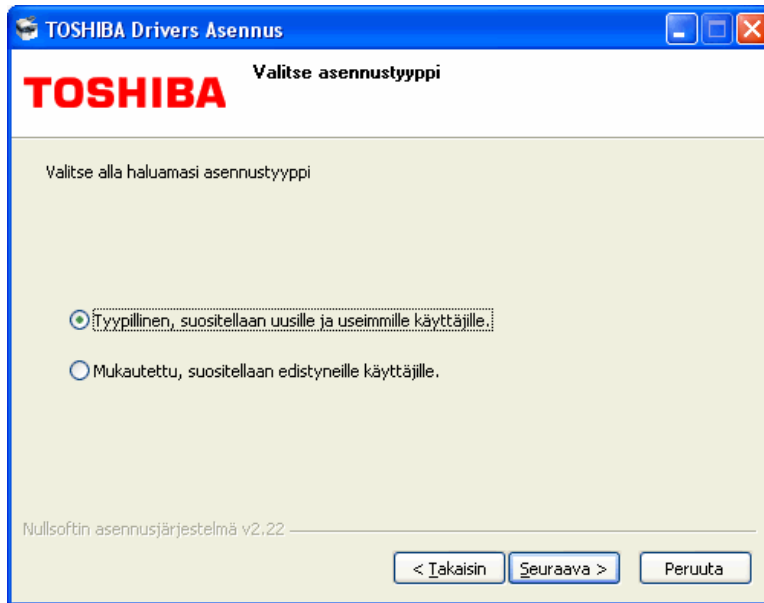 TOSHIBA Drivers Asennus
TOSHIBA
Valitse asennustyyppi
Valitse alla haluamasi asennustyyppi
Tyypillinen, suositellaan uusille ja useimmille käyttäjille.
Mukautettu, suositellaan edistyneille käyttäjille.
Nullsoftin asennusjärjestelmä v2.22
< Takaisin
Seuraava >
Peruuta